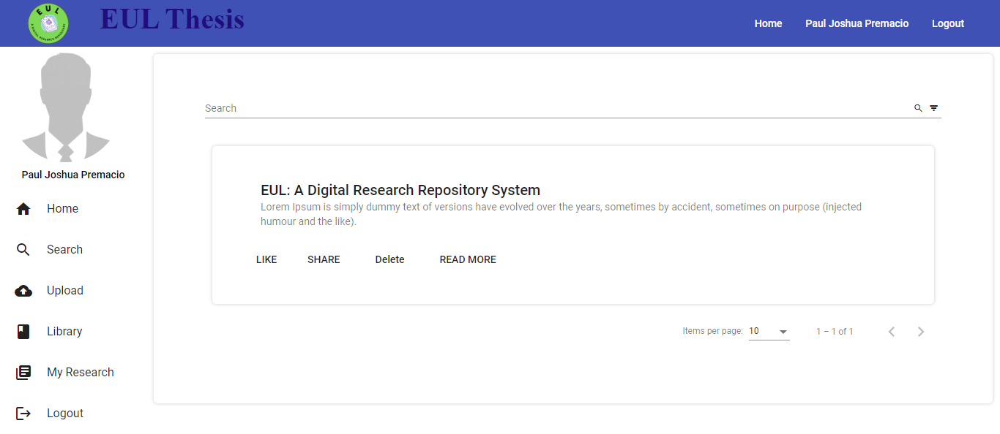 EUL
A DIGITAL RESEARCH REPOSITORY
EUL Thesis
Home
Paul Joshua Premacio
Logout
Paul Joshua Premacio
Home
Search
Upload
Library
My Research
Logout
Search
EUL: A Digital Research Repository System
Lorem Ipsum is simply dummy text of versions have evolved over the years, sometimes by accident, sometimes on purpose (injected
humour and the like).
LIKE SHARE Delete READ MORE
Items per page: 10 1 – 1 of 1